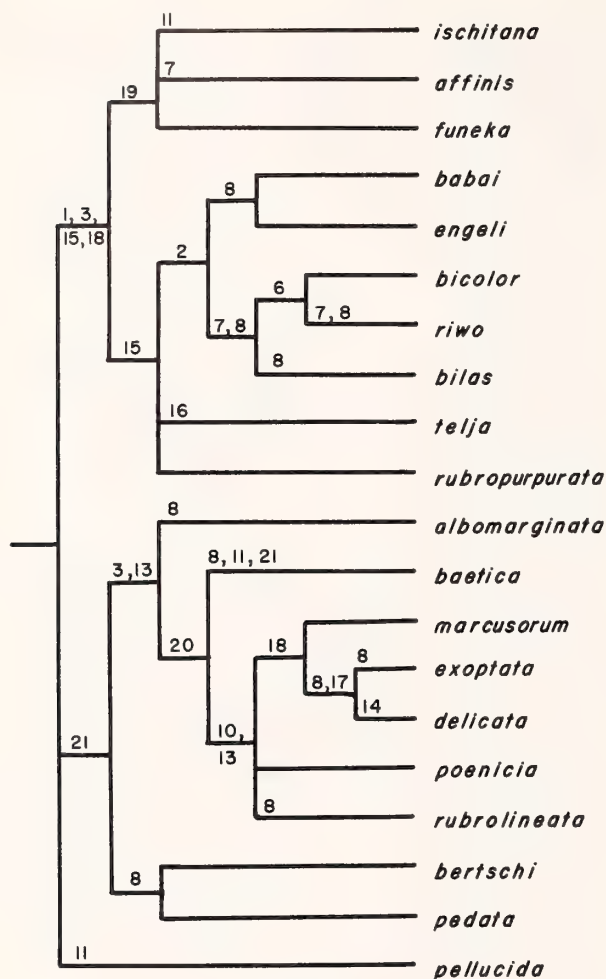 11 ischitana
7 affinis
19
funeka
8 babai
1, 3,
15, 18
engeli
2
6 bicolor
7, 8
7, 8 riwo
15
8 bilas
16 telja
rubropurpurata
8 albomarginata
3, 13
8, 11, 21 baetica
18 marcusorum
20
8 exoptata
8, 17
14 delicata
10,
13
21
poenicia
8 rubrolineata
8 bertschi
pedata
11 pellucida